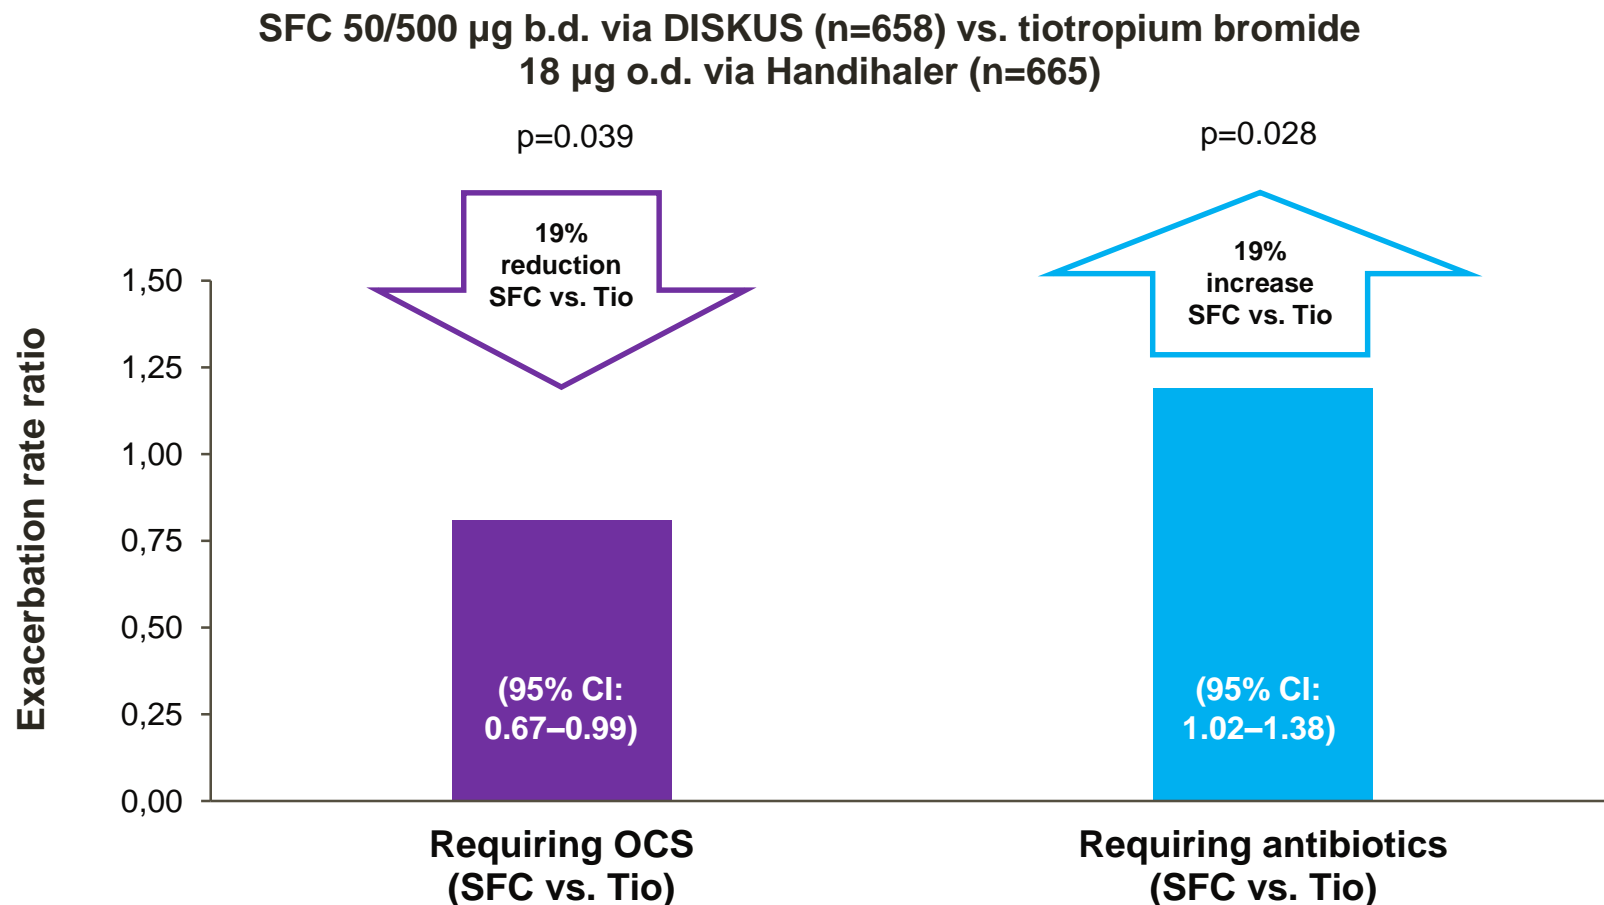 SFC 50/500 µg b.d. via DISKUS (n=658) vs. tiotropium bromide
18 µg o.d. via Handihaler (n=665)
p=0.039
p=0.028
19%
reduction
SFC vs. Tio
19%
increase
SFC vs. Tio
Exacerbation rate ratio
1,50
1,25
1,00
0,75
0,50
0,25
0,00
(95% CI:
0.67–0.99)
(95% CI:
1.02–1.38)
Requiring OCS
(SFC vs. Tio)
Requiring antibiotics
(SFC vs. Tio)